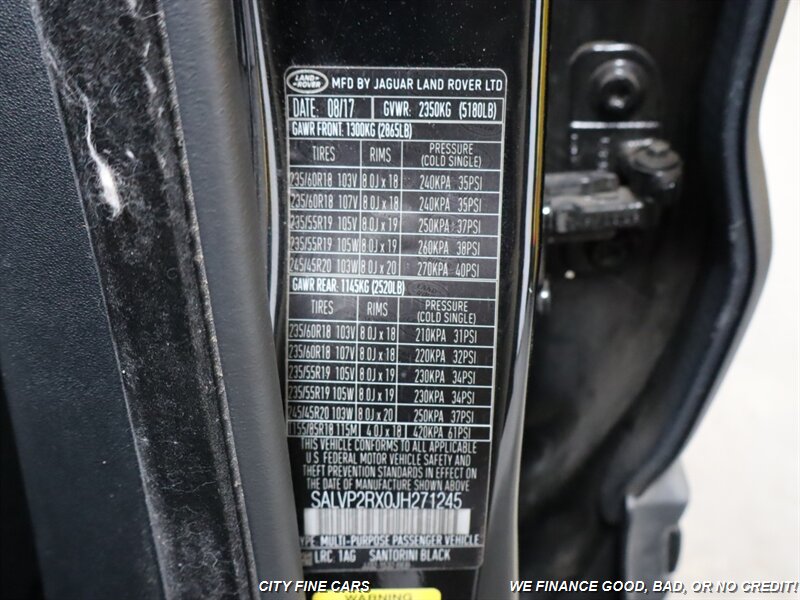 LAND ROVER MFD BY JAGUAR LAND ROVER LTD
DATE: 08/17 GVWR: 2350KG (5180LB)
GAWR FRONT: 1300KG (2865LB)
TIRES RIMS PRESSURE (COLD SINGLE)
235/60R18 103V 8.0J x 18 240KPA 35PSI
235/60R18 107V 8.0J x 18 240KPA 35PSI
235/55R19 105V 8.0J x 19 250KPA 37PSI
235/55R19 105W 8.0J x 19 260KPA 38PSI
245/45R20 103W 8.0J x 20 270KPA 40PSI
GAWR REAR: 1145KG (2520LB)
TIRES RIMS PRESSURE (COLD SINGLE)
235/60R18 103V 8.0J x 18 210KPA 31PSI
235/60R18 107V 8.0J x 18 220KPA 32PSI
235/55R19 105V 8.0J x 19 230KPA 34PSI
235/55R19 105W 8.0J x 19 230KPA 34PSI
245/45R20 103W 8.0J x 20 250KPA 37PSI
T155/85R18 115M 4.0J x 18 420KPA 61PSI
THIS VEHICLE CONFORMS TO ALL APPLICABLE
U.S. FEDERAL MOTOR VEHICLE SAFETY AND
THEFT PREVENTION STANDARDS IN EFFECT ON
THE DATE OF MANUFACTURE SHOWN ABOVE
SALVP2RX0JH271245
TYPE: MULTI-PURPOSE PASSENGER VEHICLE
LRC: 1AG SANTORINI BLACK
WARNING
CITY FINE CARS
WE FINANCE GOOD, BAD, OR NO CREDIT!